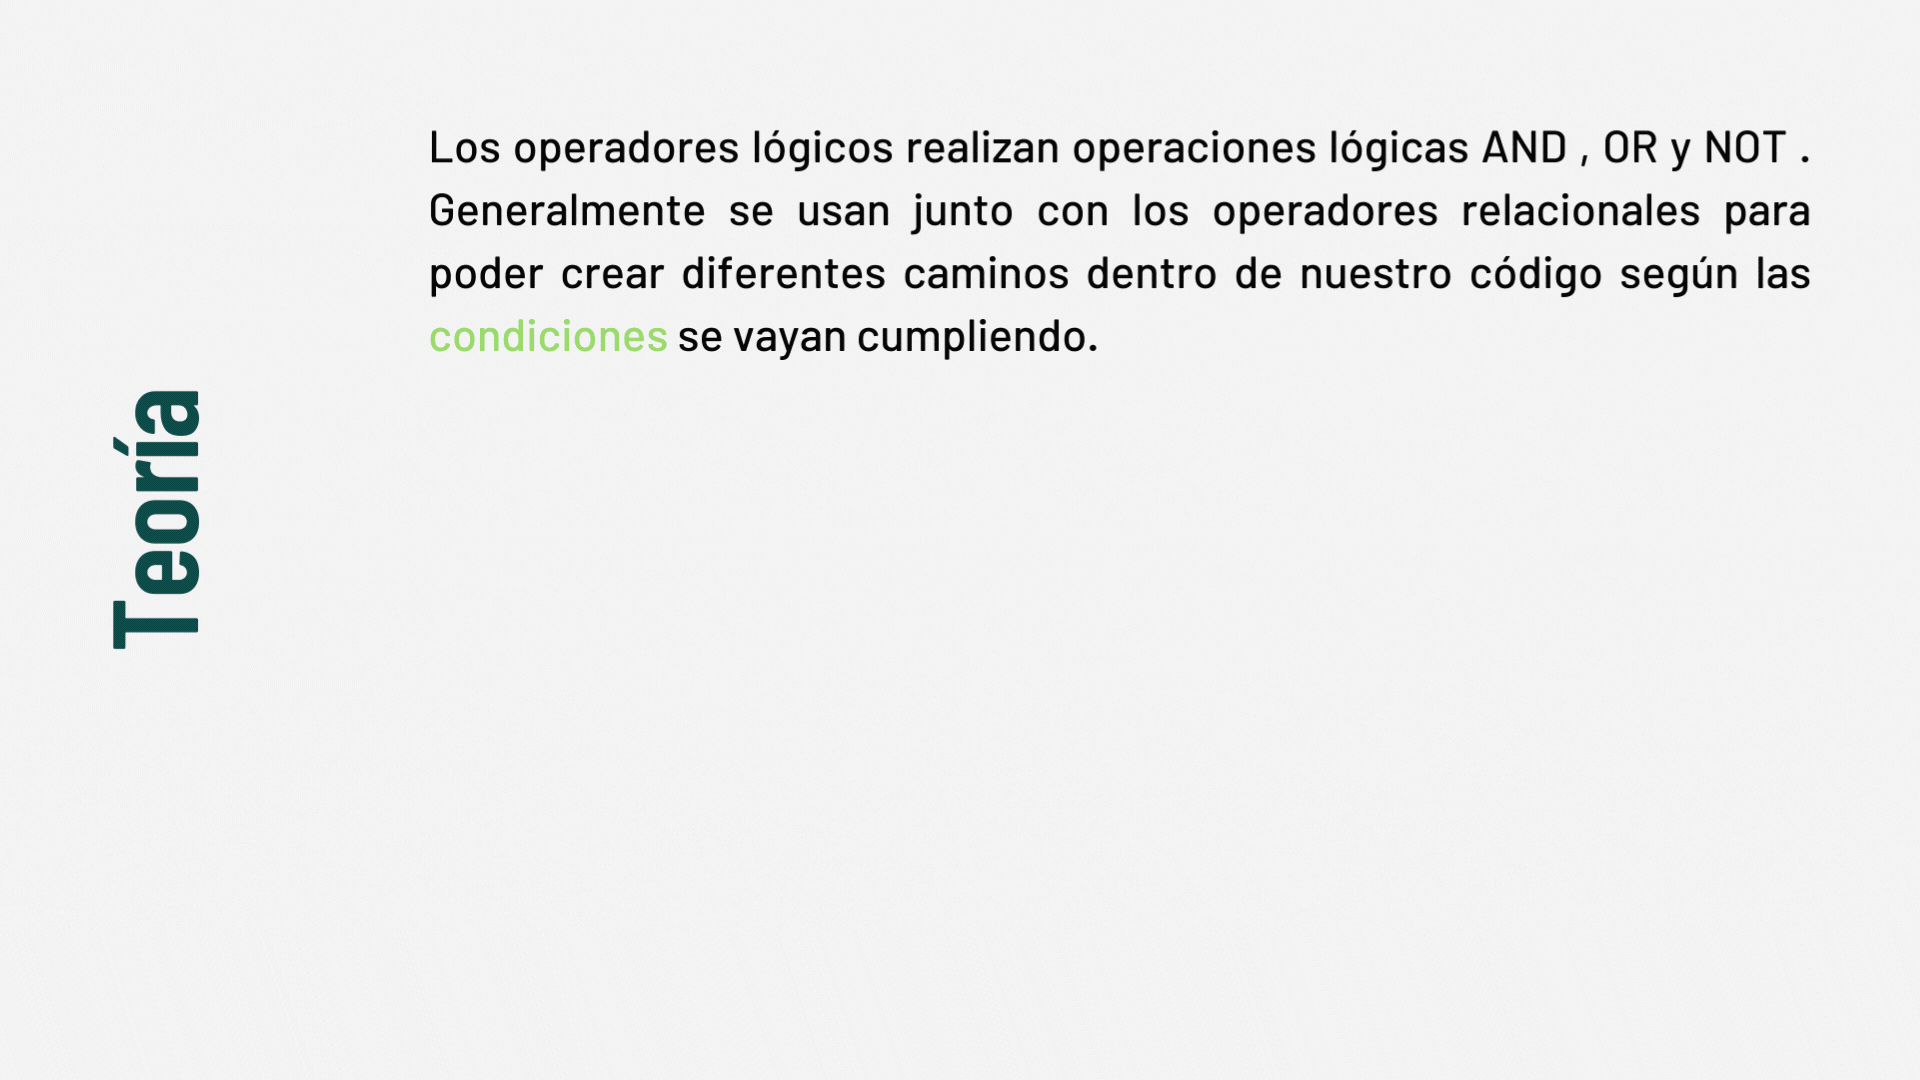 Teoría
Los operadores lógicos realizan operaciones lógicas AND , OR y NOT .
Generalmente se usan junto con los operadores relacionales para
poder crear diferentes caminos dentro de nuestro código según las
condiciones se vayan cumpliendo.